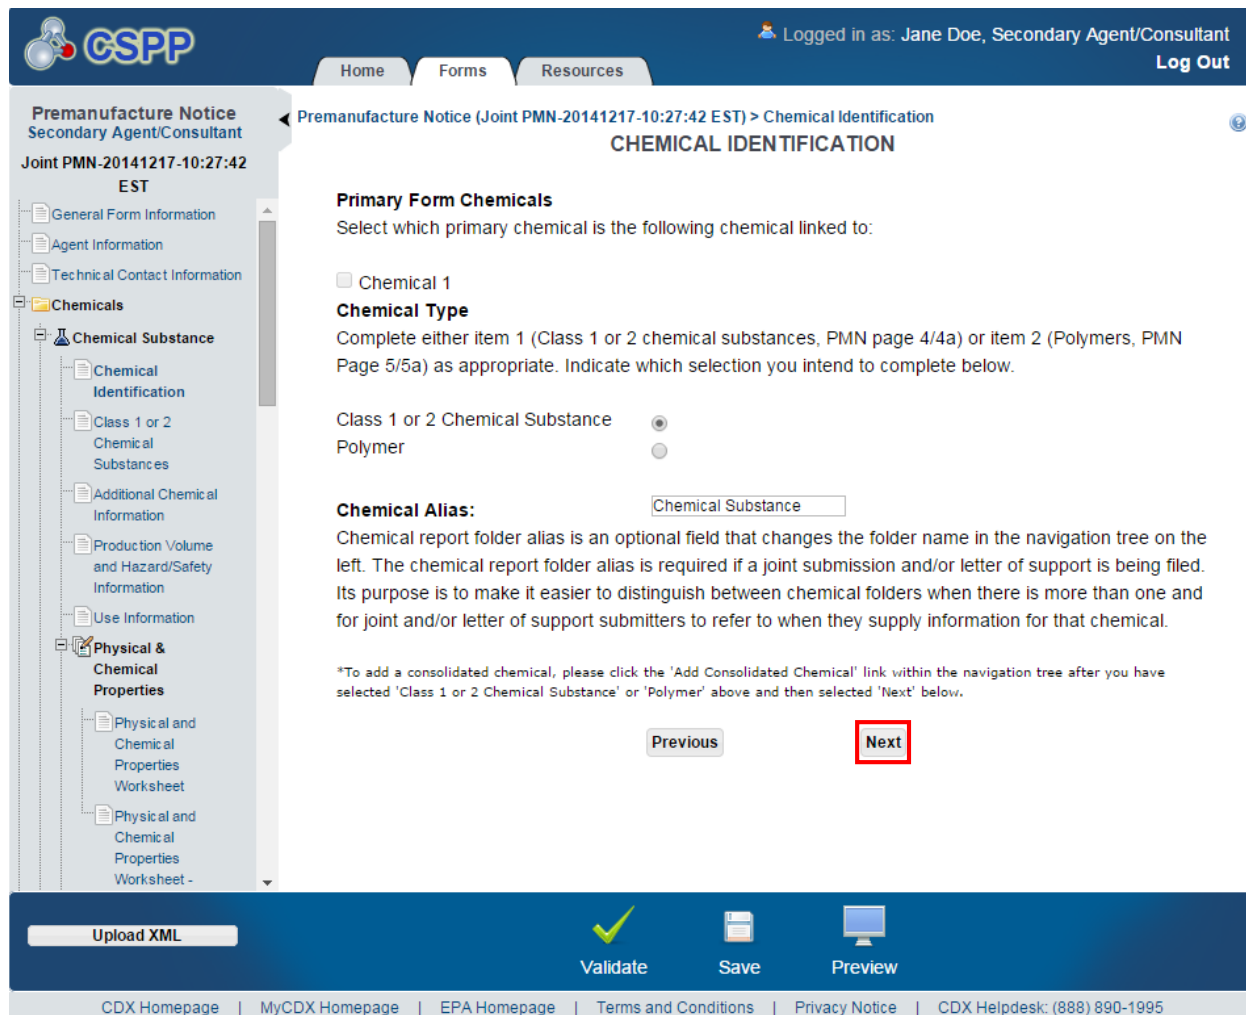 CSPP
Logged in as: Jane Doe, Secondary Agent/Consultant
Log Out
Home
Forms
Resources
Premanufacture Notice
Secondary Agent/Consultant
Joint PMN-20141217-10:27:42
EST
General Form Information
Agent Information
Technical Contact Information
Chemicals
Chemical Substance
Chemical
Identification
Class 1 or 2
Chemical
Substances
Additional Chemical
Information
Production Volume
and Hazard/Safety
Information
Use Information
Physical &
Chemical
Properties
Physical and
Chemical
Properties
Worksheet
Physical and
Chemical
Properties
Worksheet -
Premanufacture Notice (Joint PMN-20141217-10:27:42 EST) > Chemical Identification
CHEMICAL IDENTIFICATION
Primary Form Chemicals
Select which primary chemical is the following chemical linked to:
Chemical 1
Chemical Type
Complete either item 1 (Class 1 or 2 chemical substances, PMN page 4/4a) or item 2 (Polymers, PMN
Page 5/5a) as appropriate. Indicate which selection you intend to complete below.
Class 1 or 2 Chemical Substance
Polymer
Chemical Alias:
Chemical Substance
Chemical report folder alias is an optional field that changes the folder name in the navigation tree on the
left. The chemical report folder alias is required if a joint submission and/or letter of support is being filed.
Its purpose is to make it easier to distinguish between chemical folders when there is more than one and
for joint and/or letter of support submitters to refer to when they supply information for that chemical.
*To add a consolidated chemical, please click the 'Add Consolidated Chemical' link within the navigation tree after you have
selected 'Class 1 or 2 Chemical Substance' or 'Polymer' above and then selected 'Next' below.
Previous
Next
Upload XML
Validate
Save
Preview
CDX Homepage | MyCDX Homepage | EPA Homepage | Terms and Conditions | Privacy Notice | CDX Helpdesk: (888) 890-1995